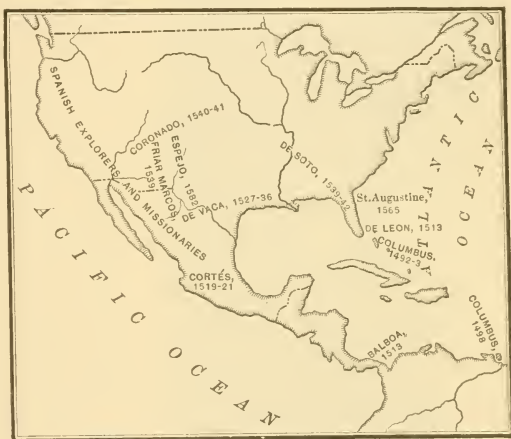 SPANISH EXPLORERS AND MISSIONARIES
CORONADO, 1540-41
FRIAR MARCOS,
1539
ESPEJO, 1582
DE VACA, 1527-36
DE SOTO, 1539-42
St. Augustine,
1565
DE LEON, 1513
COLUMBUS,
1492-3
CORTÉS,
1519-21
BALBOA,
1513
COLUMBUS,
1498
PACIFIC OCEAN
ATLANTIC
OCEAN